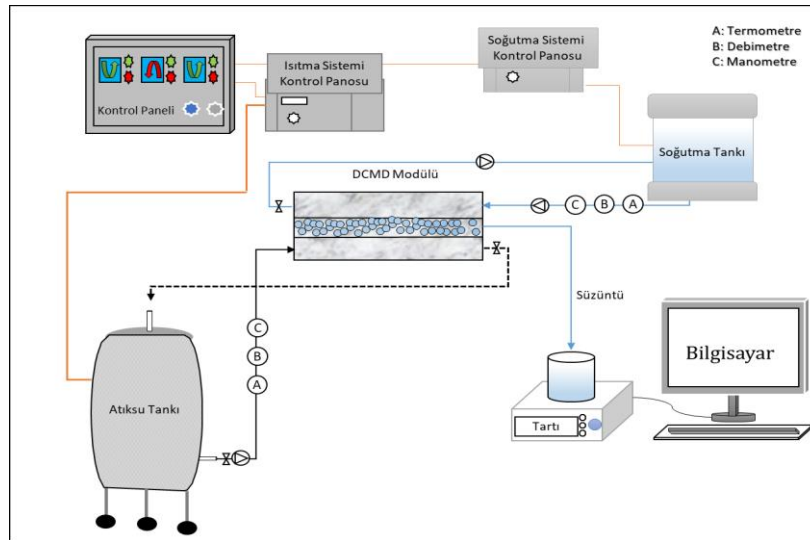 A: Termometre
B: Debimetre
C: Manometre
Soğutma Sistemi
Kontrol Panosu
Isıtma Sistemi
Kontrol Panosu
Kontrol Paneli
Soğutma Tankı
DCMD Modülü
C B A
Süzüntü
C
B
A
Atıksu Tankı
Bilgisayar
Tartı